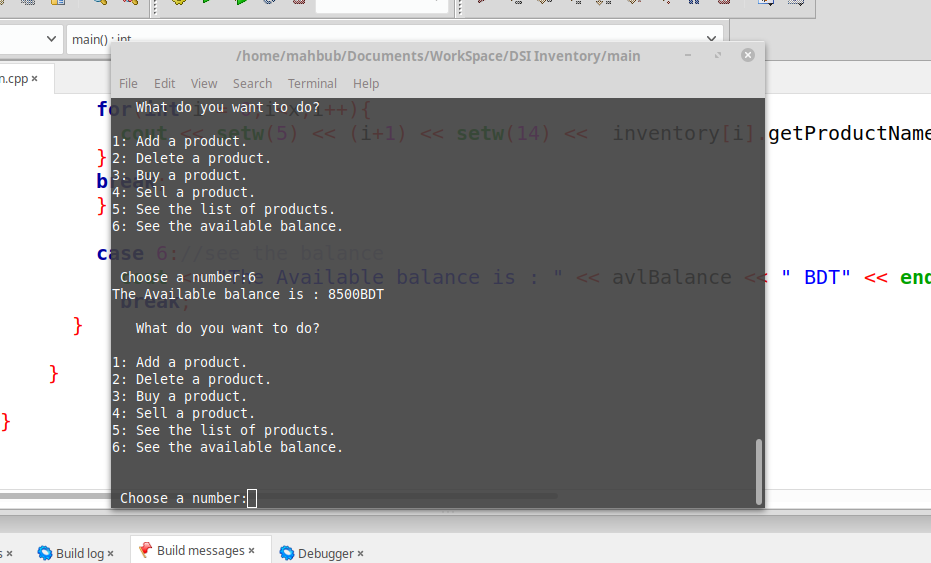 main() : int
/home/mahbub/Documents/WorkSpace/DSI Inventory/main
n.cpp ×
File Edit View Search Terminal Help
What do you want to do?
for(int i = 0;i<x;i++){
cout << setw(5) << (i+1) << setw(14) << inventory[i].getProductName
1: Add a product.
}
2: Delete a product.
3: Buy a product.
break;
4: Sell a product.
}
5: See the list of products.
6: See the available balance.
case 6://see the balance
Choose a number:6
The Available balance is : " << avlBalance << " BDT" << end
The Available balance is : 8500BDT
break;
What do you want to do?
}
1: Add a product.
2: Delete a product.
}
3: Buy a product.
4: Sell a product.
}
5: See the list of products.
6: See the available balance.
Choose a number:
s × Build log × Build messages × Debugger ×